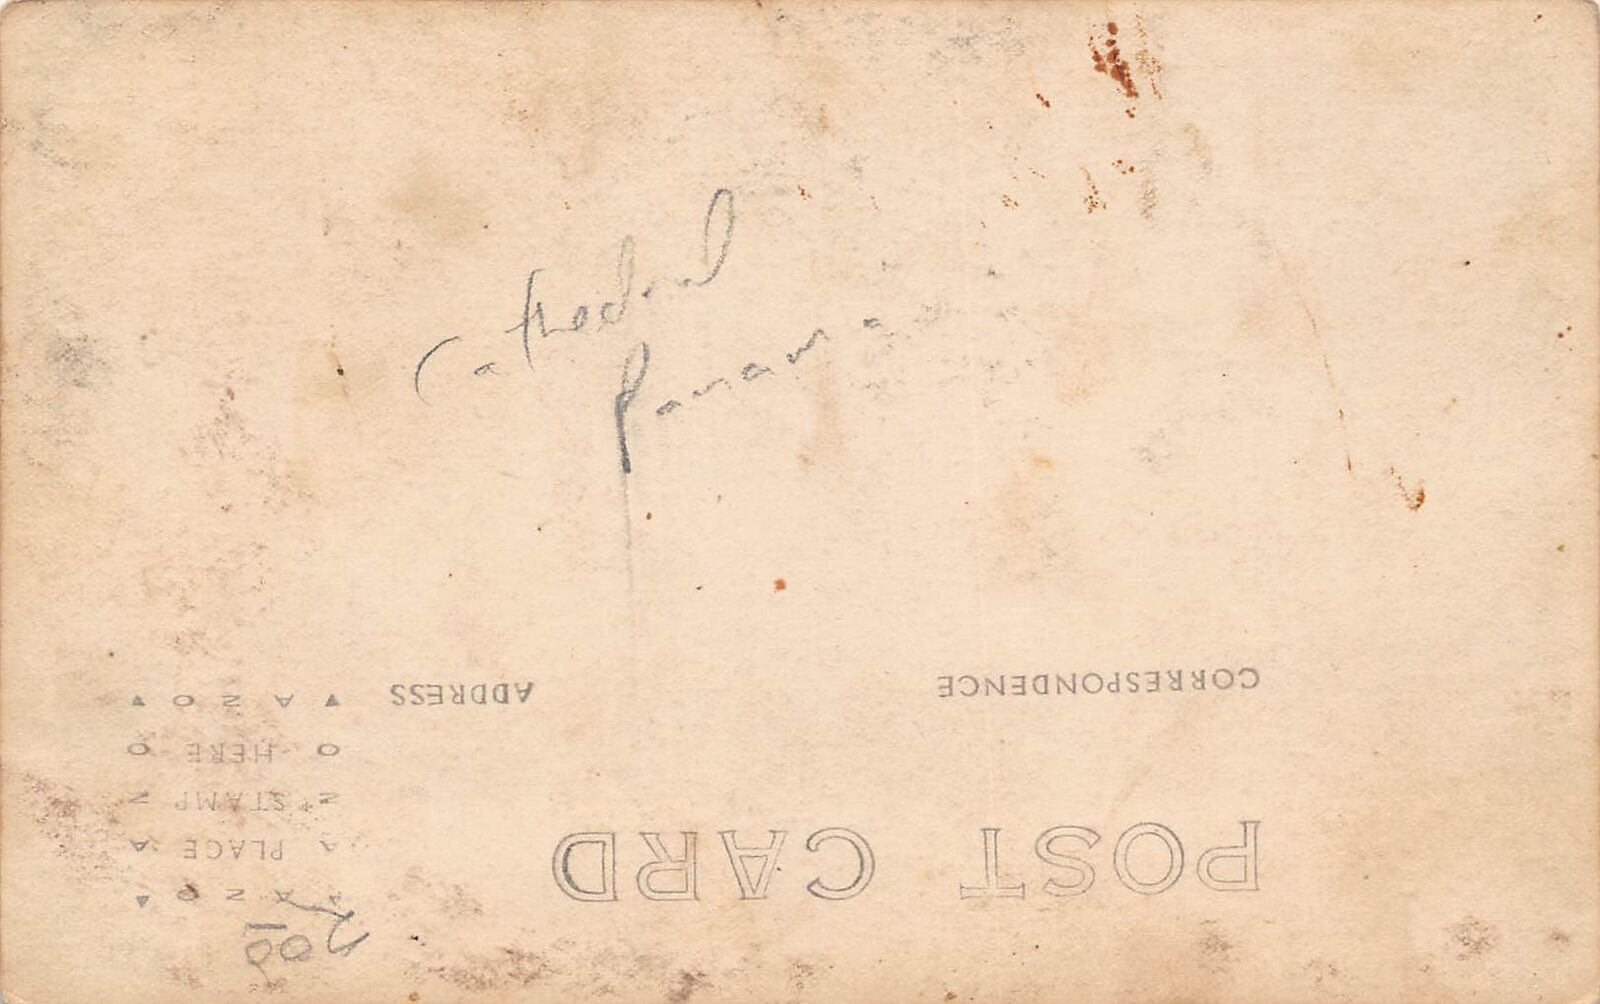 Cathedral
Panama
POST CARD
CORRESPONDENCE
ADDRESS
AZO
PLACE
STAMP
HERE
AZO
A A
Z Z
O O